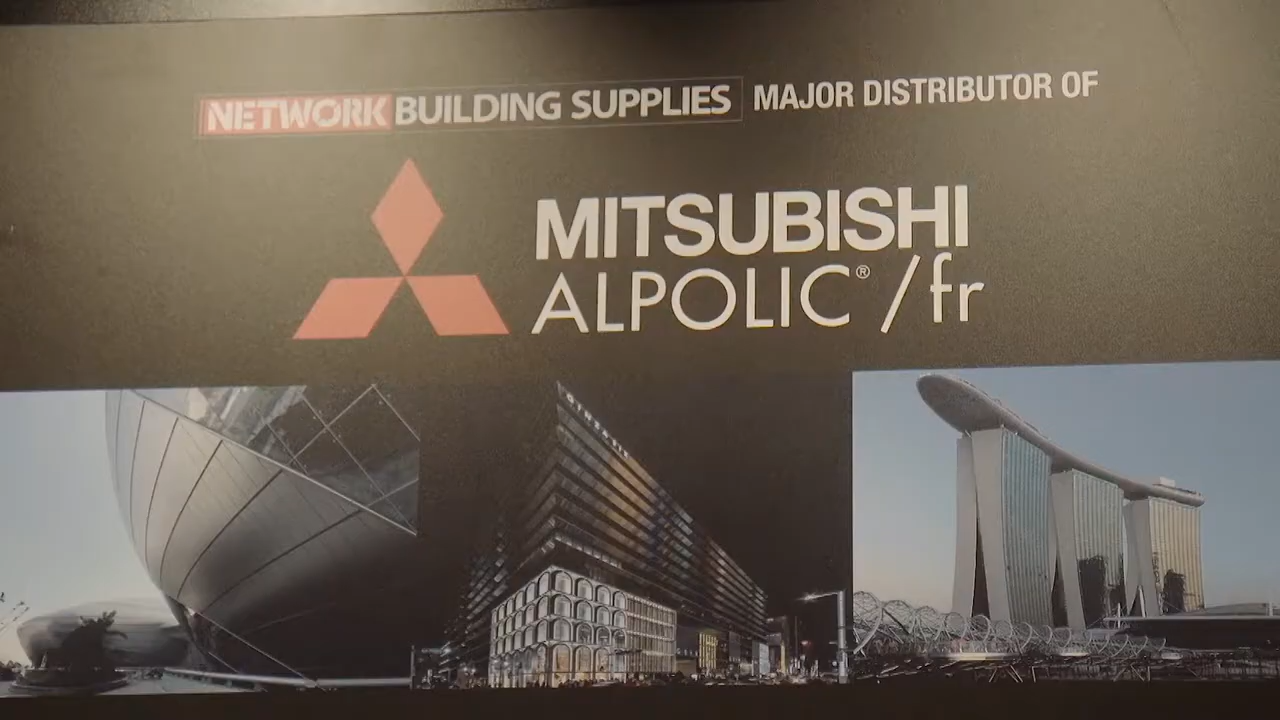 NETWORK BUILDING SUPPLIES MAJOR DISTRIBUTOR OF
MITSUBISHI
ALPOLIC® /fr